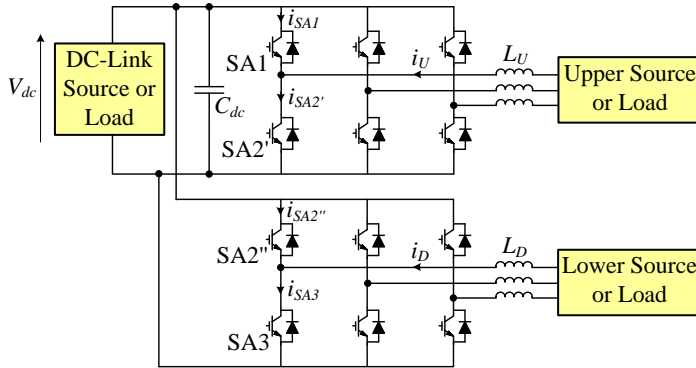 i_SA1
DC-Link
Source or
Load
V_dc
C_dc
SA1
i_SA2'
SA2'
i_U
L_U
Upper Source
or Load
i_SA2''
SA2''
i_SA3
SA3
i_D
L_D
Lower Source
or Load